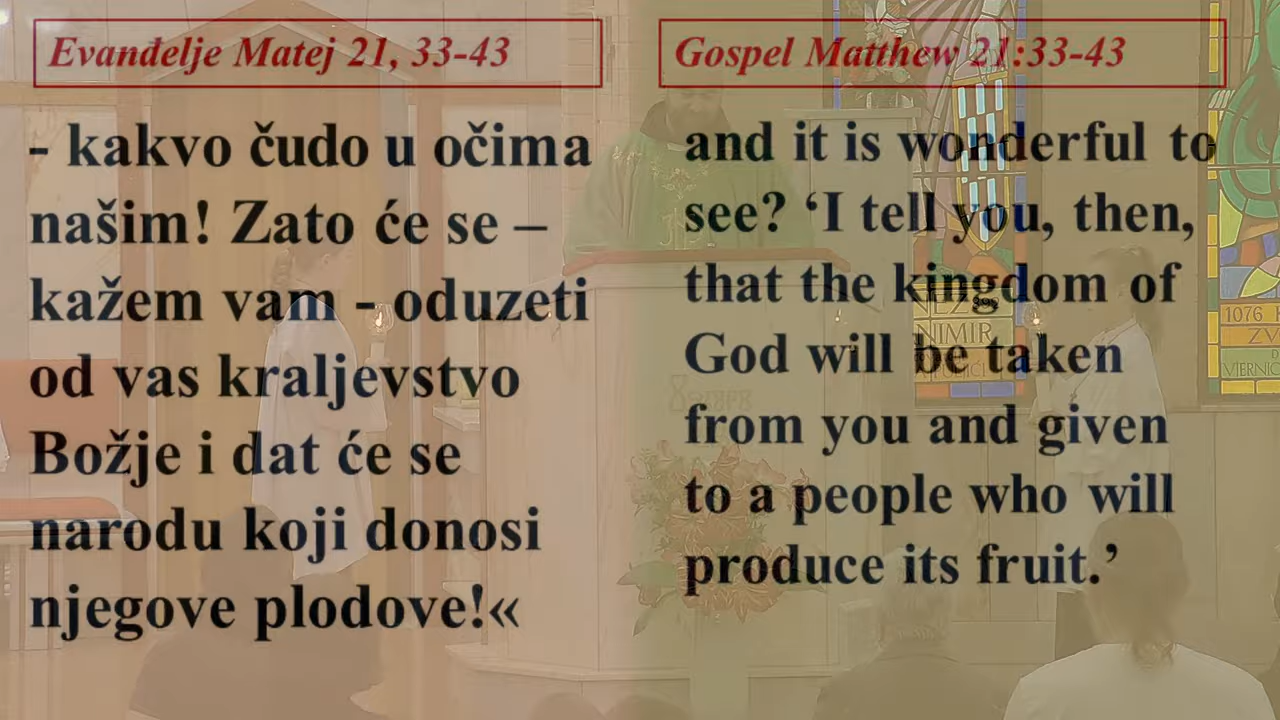 Evanđelje Matej 21, 33-43
- kakvo čudo u očima
našim! Zato će se –
kažem vam - oduzeti
od vas kraljevstvo
Božje i dat će se
narodu koji donosi
njegove plodove!«
Gospel Matthew 21:33-43
and it is wonderful to
see? ‘I tell you, then,
that the kingdom of
God will be taken
from you and given
to a people who will
produce its fruit.’
NIMIR
1076